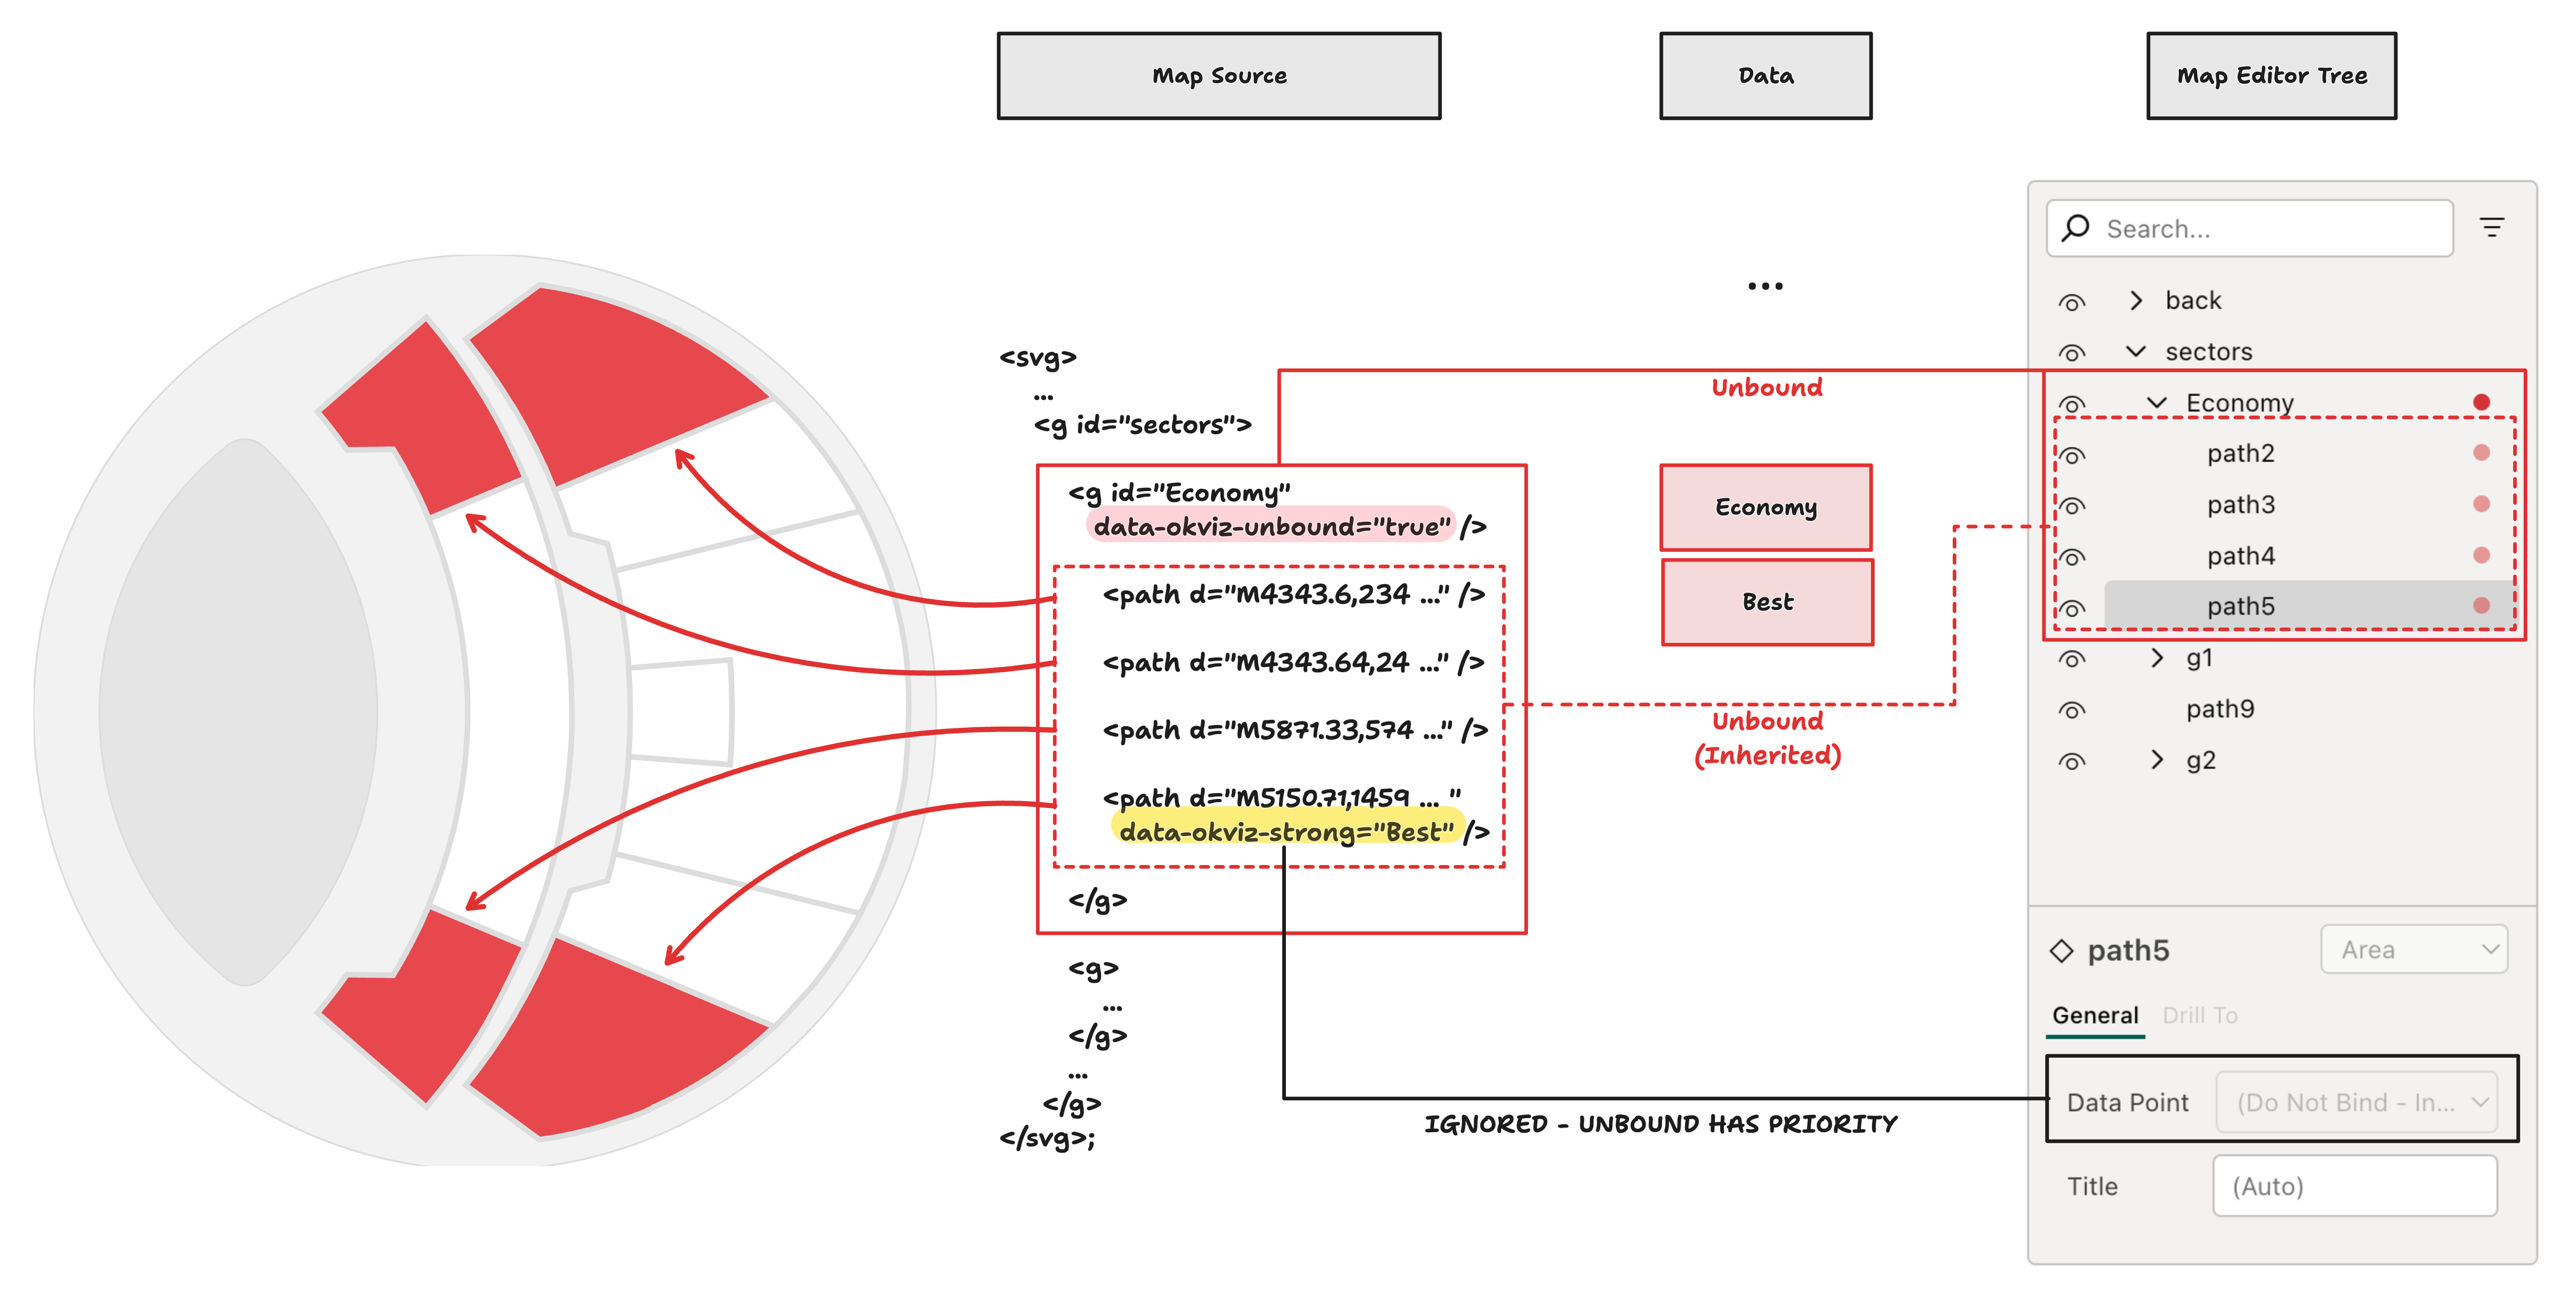 Map Source
Data
Map Editor Tree
...
<svg>
...
<g id="sectors">
<g id="Economy"
data-okviz-unbound="true" />
<path d="M4343.6,234 ..." />
<path d="M4343.64,24 ..." />
<path d="M5871.33,574 ..." />
<path d="M5150.71,1459 ... "
data-okviz-strong="Best" />
</g>
<g>
...
</g>
...
</g>
</svg>;
Unbound
Economy
Best
Unbound
(Inherited)
IGNORED - UNBOUND HAS PRIORITY
Search...
back
sectors
Economy
path2
path3
path4
path5
g1
path9
g2
path5
Area
General Drill To
Data Point (Do Not Bind - In...
Title (Auto)